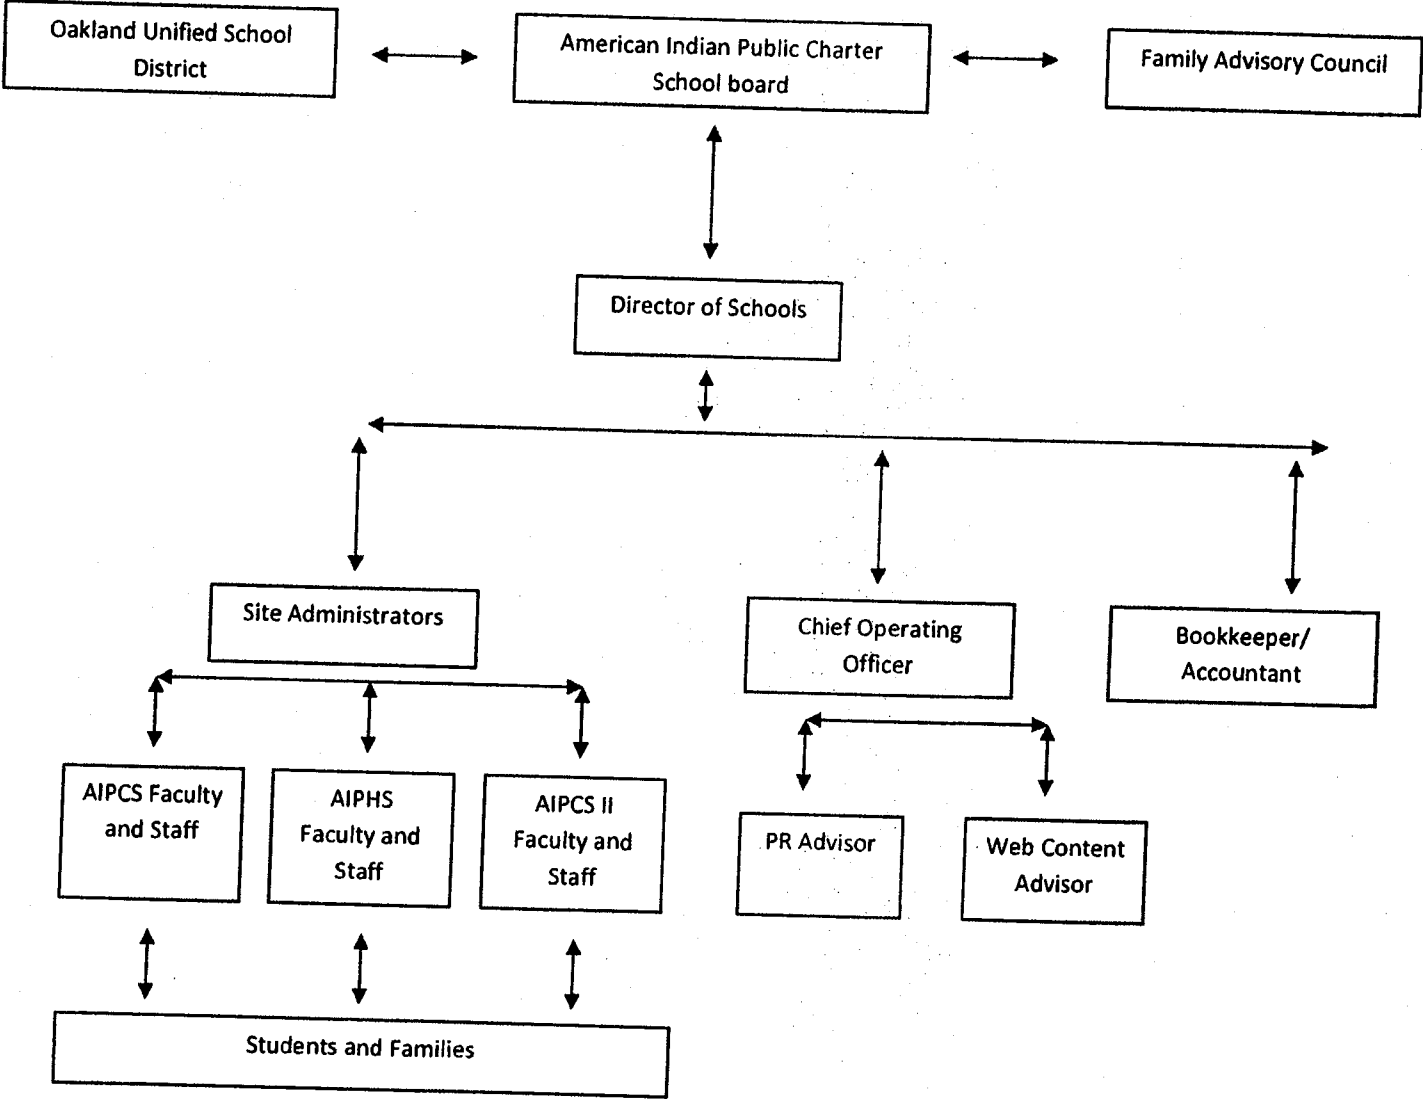 Oakland Unified School
District
American Indian Public Charter
School board
Family Advisory Council
Director of Schools
Site Administrators
Chief Operating
Officer
Bookkeeper/
Accountant
AIPCS Faculty
and Staff
AIPHS
Faculty and
Staff
AIPCS II
Faculty and
Staff
PR Advisor
Web Content
Advisor
Students and Families